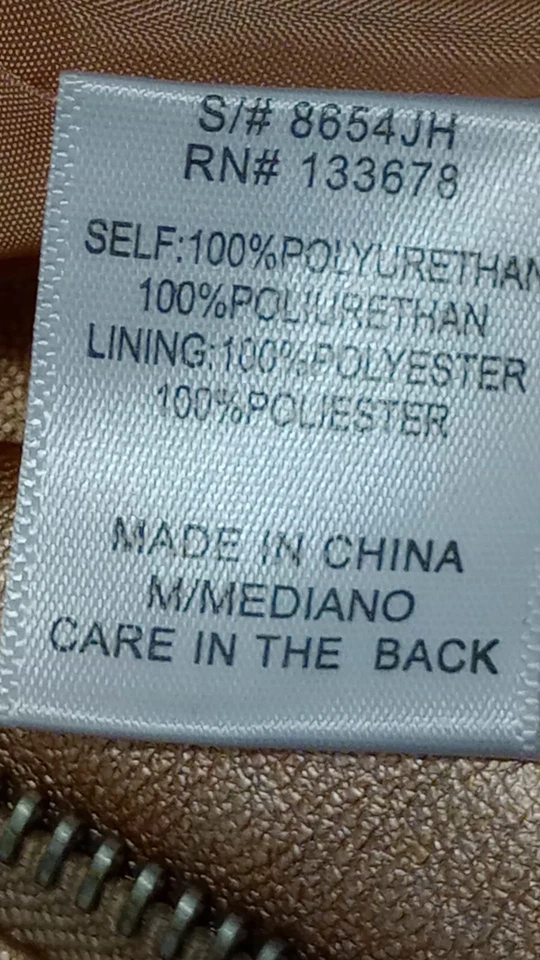 S/# 8654JH
RN# 133678
SELF:100%POLYURETHAN
100%POLIURETHAN
LINING:100%POLYESTER
100%POLIESTER
MADE IN CHINA
M/MEDIANO
CARE IN THE BACK